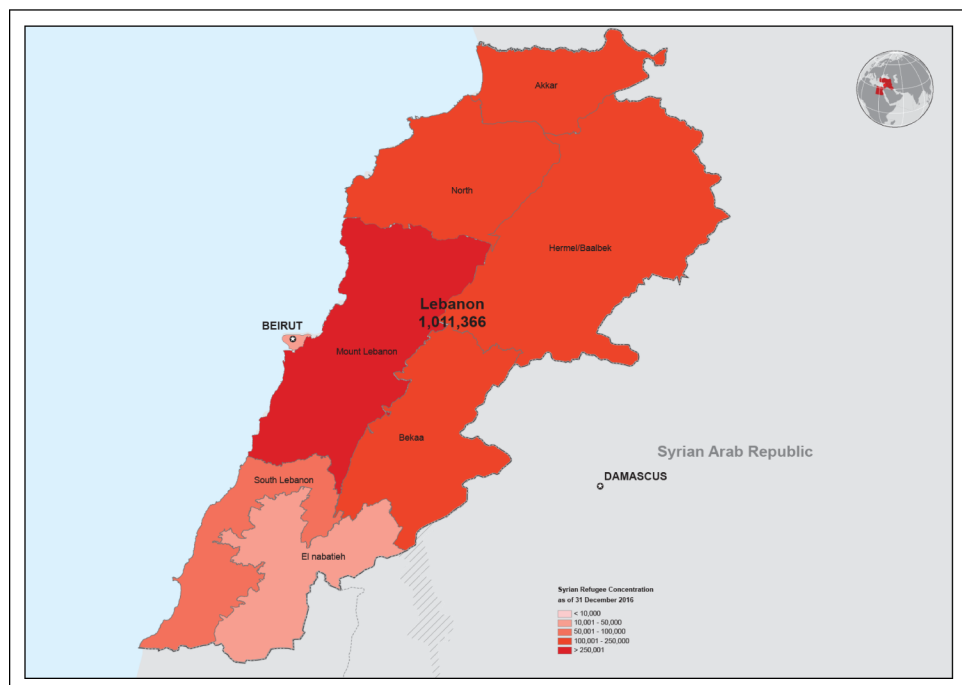 Akkar
North
Hermel/Baalbek
Lebanon
1,011,366
BEIRUT
Mount Lebanon
Bekaa
Syrian Arab Republic
South Lebanon
DAMASCUS
El nabatieh
Syrian Refugee Concentration
as of 31 December 2016
< 10,000
10,001 - 50,000
50,001 - 100,000
100,001 - 250,000
> 250,001